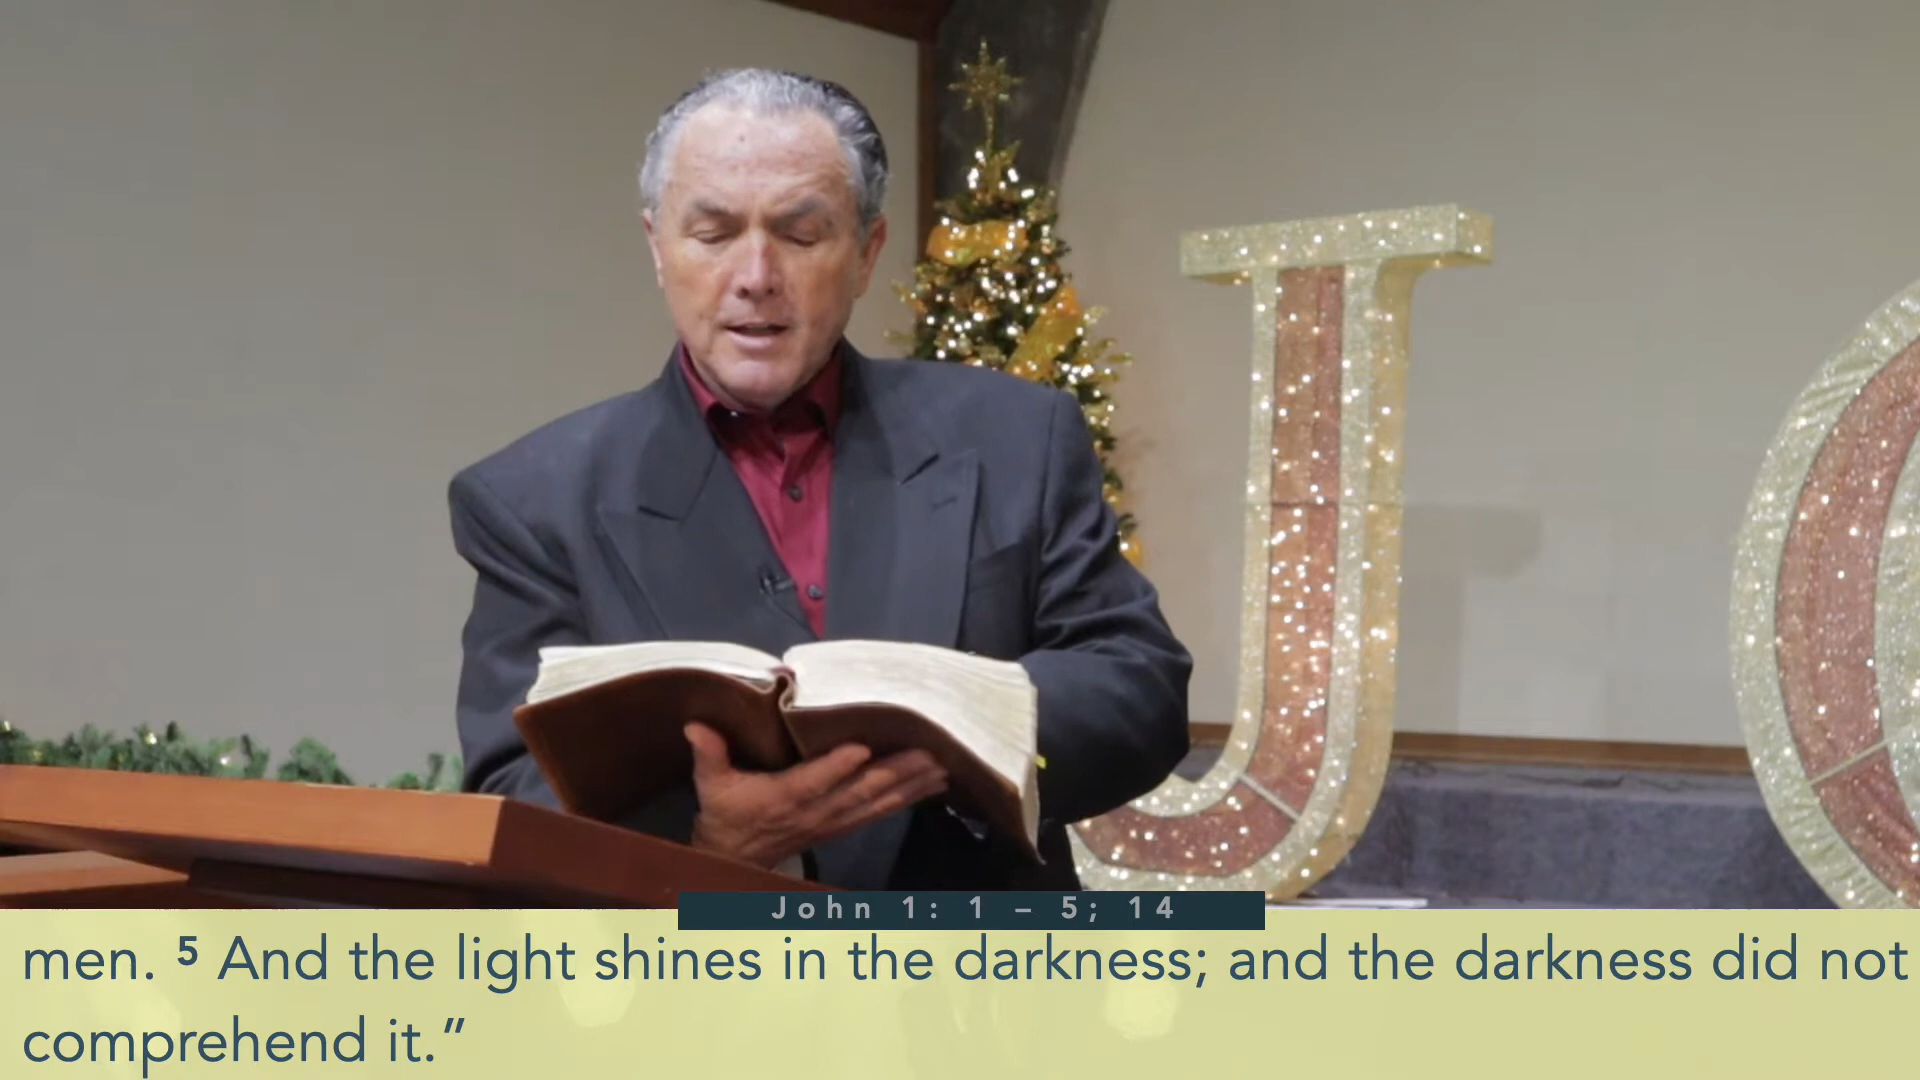 J
John 1: 1 – 5; 14
men. 5 And the light shines in the darkness; and the darkness did not
comprehend it.”